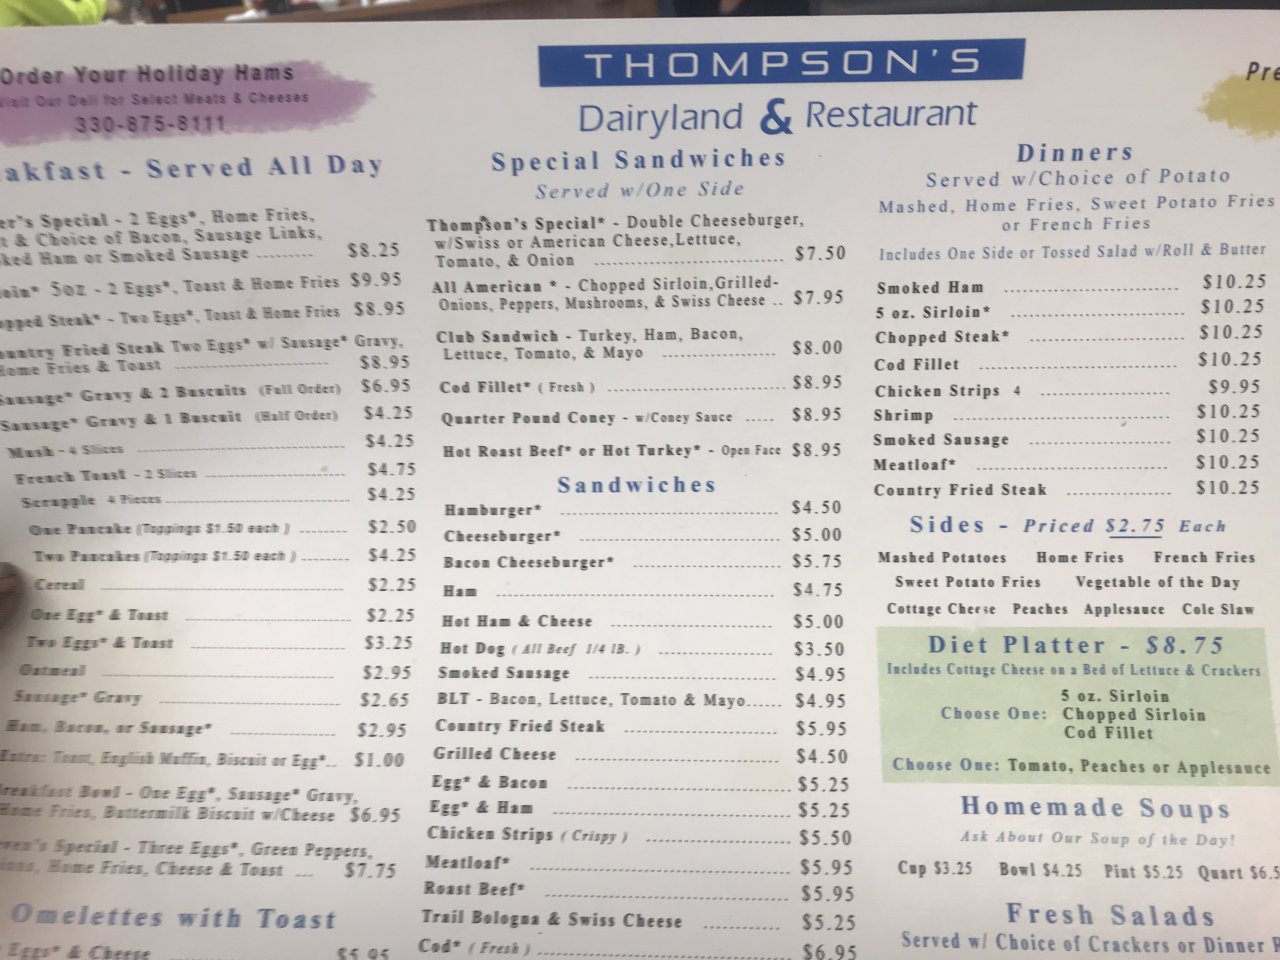 Order Your Holiday Hams
Visit Our Deli for Select Meats & Cheeses
330-875-8111
THOMPSON'S
Dairyland & Restaurant
Pre
akfast - Served All Day
er's Special - 2 Eggs*, Home Fries,
t & Choice of Bacon, Sausage Links,
ked Ham or Smoked Sausage ......... $8.25
oin* 5oz - 2 Eggs*, Toast & Home Fries $9.95
opped Steak* - Two Eggs*, Toast & Home Fries $8.95
ountry Fried Steak Two Eggs* w/ Sausage* Gravy,
Home Fries & Toast ........ $8.95
Sausage* Gravy & 2 Buscuits (Full Order) $6.95
Sausage* Gravy & 1 Buscuit (Half Order) $4.25
Mush - 4 Slices ........ $4.25
French Toast - 2 Slices ........ $4.75
Scrapple 4 Pieces ........ $4.25
One Pancake (Toppings $1.50 each ) ........ $2.50
Two Pancakes (Toppings $1.50 each ) ........ $4.25
Cereal ........ $2.25
One Egg* & Toast ........ $2.25
Two Eggs* & Toast ........ $3.25
Oatmeal ........ $2.95
Sausage* Gravy ........ $2.65
Ham, Bacon, or Sausage* ........ $2.95
Extra: Toast, English Muffin, Biscuit or Egg*.. $1.00
Breakfast Bowl - One Egg*, Sausage* Gravy,
Home Fries, Buttermilk Biscuit w/Cheese $6.95
Special - Three Eggs*, Green Peppers,
Home Fries, Cheese & Toast .... $7.75
Omelettes with Toast
Eggs* & Cheese ........ $5.95
Special Sandwiches
Served w/One Side
Thompson's Special* - Double Cheeseburger,
w/Swiss or American Cheese,Lettuce,
Tomato, & Onion ........ $7.50
All American * - Chopped Sirloin,Grilled-
Onions, Peppers, Mushrooms, & Swiss Cheese .. $7.95
Club Sandwich - Turkey, Ham, Bacon,
Lettuce, Tomato, & Mayo ........ $8.00
Cod Fillet* ( Fresh ) ........ $8.95
Quarter Pound Coney - w/Coney Sauce ..... $8.95
Hot Roast Beef* or Hot Turkey* - Open Face $8.95
Sandwiches
Hamburger* ........ $4.50
Cheeseburger* ........ $5.00
Bacon Cheeseburger* ........ $5.75
Ham ........ $4.75
Hot Ham & Cheese ........ $5.00
Hot Dog ( All Beef 1/4 lB. ) ........ $3.50
Smoked Sausage ........ $4.95
BLT - Bacon, Lettuce, Tomato & Mayo...... $4.95
Country Fried Steak ........ $5.95
Grilled Cheese ........ $4.50
Egg* & Bacon ........ $5.25
Egg* & Ham ........ $5.25
Chicken Strips ( Crispy ) ........ $5.50
Meatloaf* ........ $5.95
Roast Beef* ........ $5.95
Trail Bologna & Swiss Cheese ........ $5.25
Cod* ( Fresh ) ........ $6.95
Dinners
Served w/Choice of Potato
Mashed, Home Fries, Sweet Potato Fries
or French Fries
Includes One Side or Tossed Salad w/Roll & Butter
Smoked Ham ........ $10.25
5 oz. Sirloin* ........ $10.25
Chopped Steak* ........ $10.25
Cod Fillet ........ $10.25
Chicken Strips 4 ........ $9.95
Shrimp ........ $10.25
Smoked Sausage ........ $10.25
Meatloaf* ........ $10.25
Country Fried Steak ........ $10.25
Sides - Priced $2.75 Each
Mashed Potatoes Home Fries French Fries
Sweet Potato Fries Vegetable of the Day
Cottage Cheese Peaches Applesauce Cole Slaw
Diet Platter - $8.75
Includes Cottage Cheese on a Bed of Lettuce & Crackers
5 oz. Sirloin
Choose One: Chopped Sirloin
Cod Fillet
Choose One: Tomato, Peaches or Applesauce
Homemade Soups
Ask About Our Soup of the Day!
Cup $3.25 Bowl $4.25 Pint $5.25 Quart $6.5
Fresh Salads
Served w/ Choice of Crackers or Dinner R